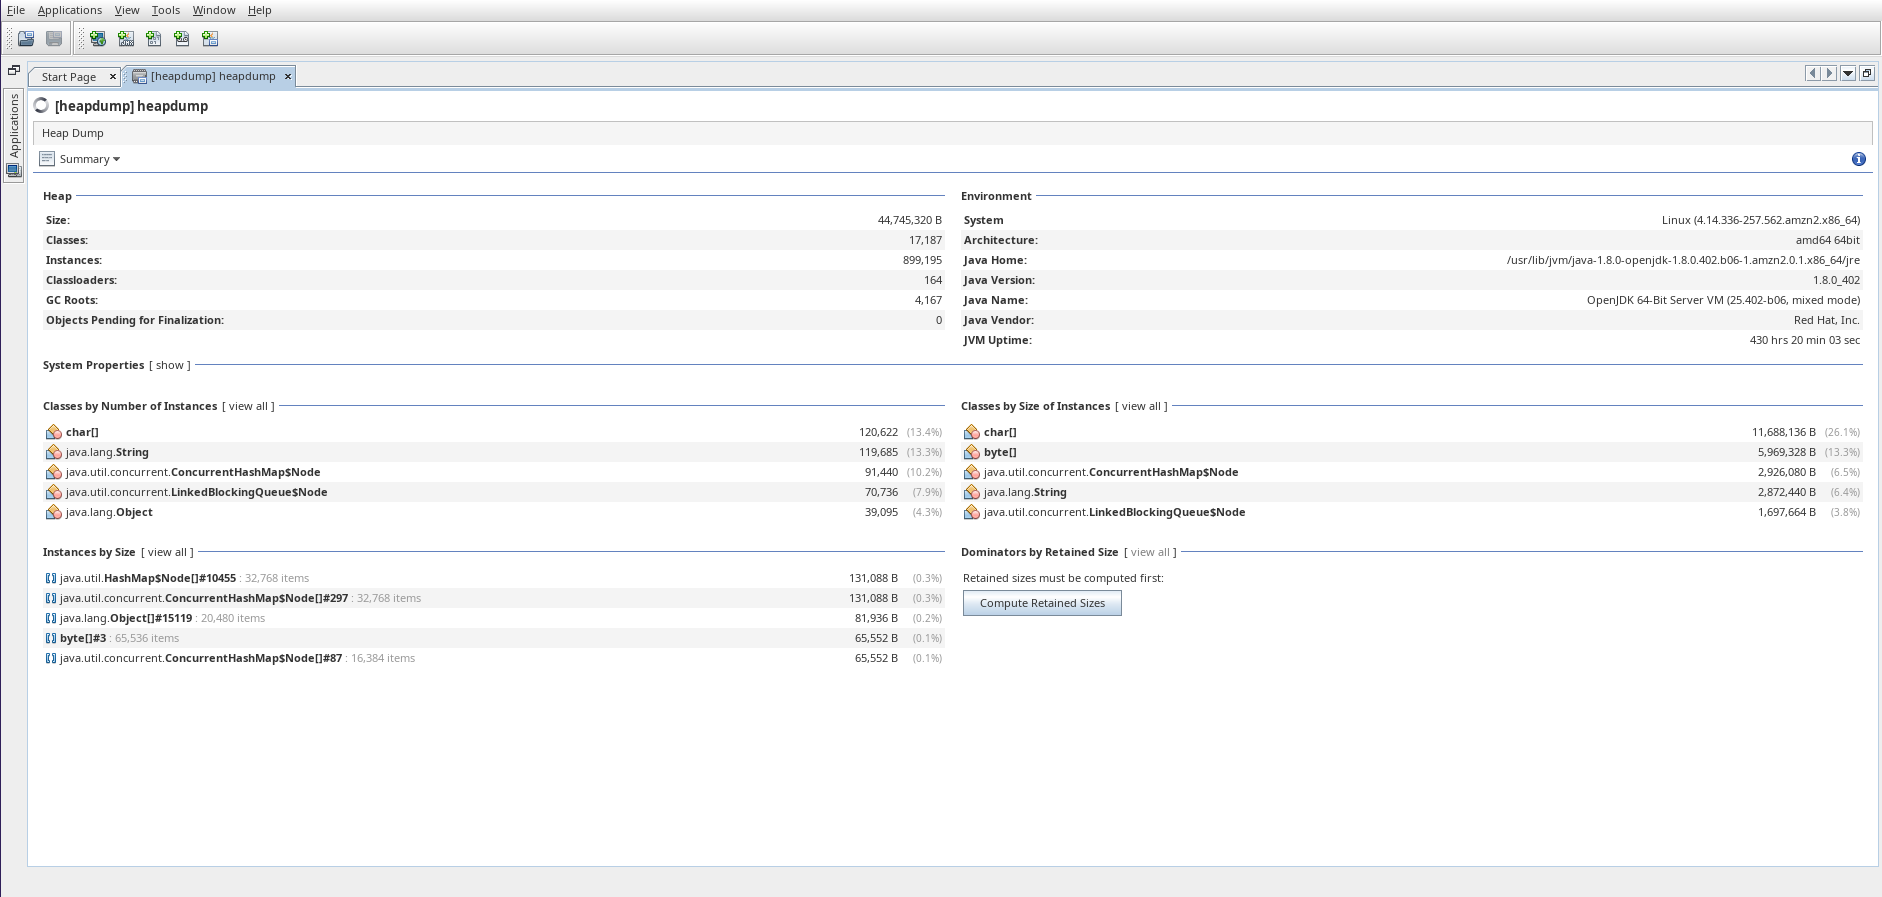 File Applications View Tools Window Help
Start Page
[heapdump] heapdump
Applications
[heapdump] heapdump
Heap Dump
Summary
Heap
Size: 44,745,320 B
Classes: 17,187
Instances: 899,195
Classloaders: 164
GC Roots: 4,167
Objects Pending for Finalization: 0
Environment
System Linux (4.14.336-257.562.amzn2.x86_64)
Architecture: amd64 64bit
Java Home: /usr/lib/jvm/java-1.8.0-openjdk-1.8.0.402.b06-1.amzn2.0.1.x86_64/jre
Java Version: 1.8.0_402
Java Name: OpenJDK 64-Bit Server VM (25.402-b06, mixed mode)
Java Vendor: Red Hat, Inc.
JVM Uptime: 430 hrs 20 min 03 sec
System Properties [ show ]
Classes by Number of Instances [ view all ]
char[] 120,622 (13.4%)
java.lang.String 119,685 (13.3%)
java.util.concurrent.ConcurrentHashMap$Node 91,440 (10.2%)
java.util.concurrent.LinkedBlockingQueue$Node 70,736 (7.9%)
java.lang.Object 39,095 (4.3%)
Classes by Size of Instances [ view all ]
char[] 11,688,136 B (26.1%)
byte[] 5,969,328 B (13.3%)
java.util.concurrent.ConcurrentHashMap$Node 2,926,080 B (6.5%)
java.lang.String 2,872,440 B (6.4%)
java.util.concurrent.LinkedBlockingQueue$Node 1,697,664 B (3.8%)
Instances by Size [ view all ]
java.util.HashMap$Node[]#10455 : 32,768 items 131,088 B (0.3%)
java.util.concurrent.ConcurrentHashMap$Node[]#297 : 32,768 items 131,088 B (0.3%)
java.lang.Object[]#15119 : 20,480 items 81,936 B (0.2%)
byte[]#3 : 65,536 items 65,552 B (0.1%)
java.util.concurrent.ConcurrentHashMap$Node[]#87 : 16,384 items 65,552 B (0.1%)
Dominators by Retained Size [ view all ]
Retained sizes must be computed first:
Compute Retained Sizes